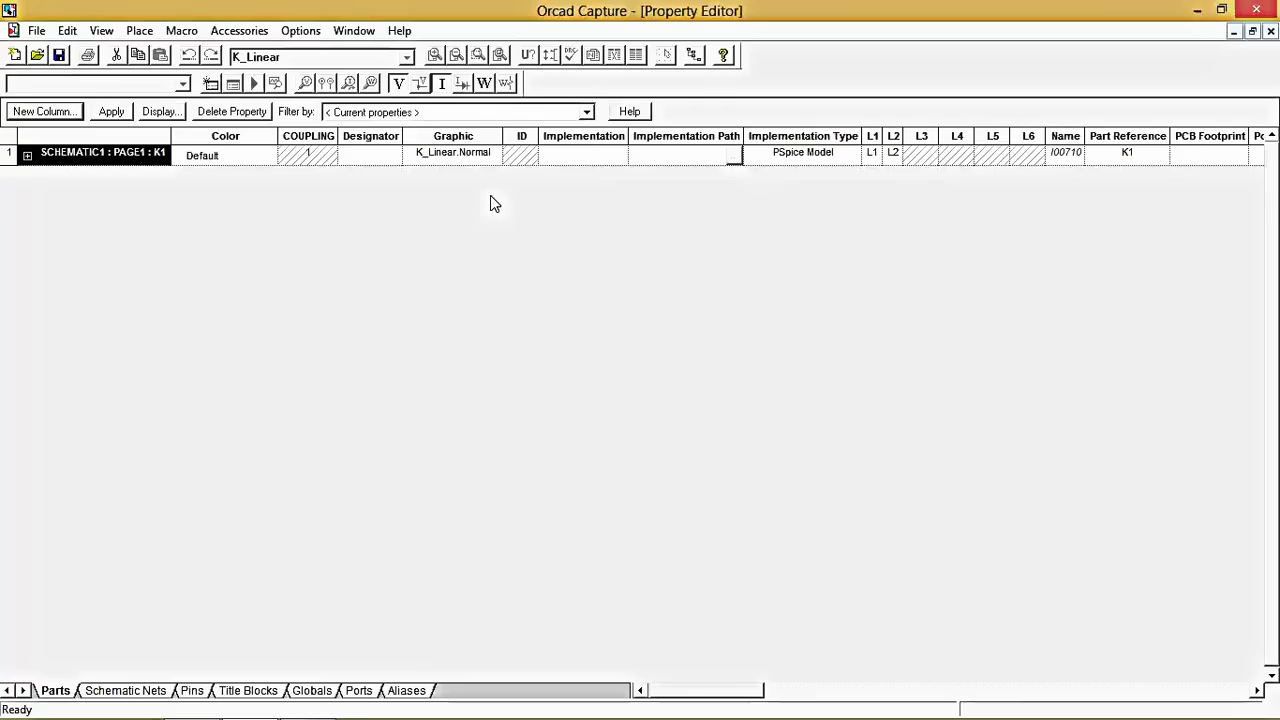 Orcad Capture - [Property Editor]
File Edit View Place Macro Accessories Options Window Help
K_Linear
V I W
New Column... Apply Display... Delete Property Filter by: < Current properties > Help
Color COUPLING Designator Graphic ID Implementation Implementation Path Implementation Type L1 L2 L3 L4 L5 L6 Name Part Reference PCB Footprint
1 SCHEMATIC1 : PAGE1 : K1 Default 1 K_Linear.Normal PSpice Model L1 L2 I00710 K1
Parts Schematic Nets Pins Title Blocks Globals Ports Aliases
Ready